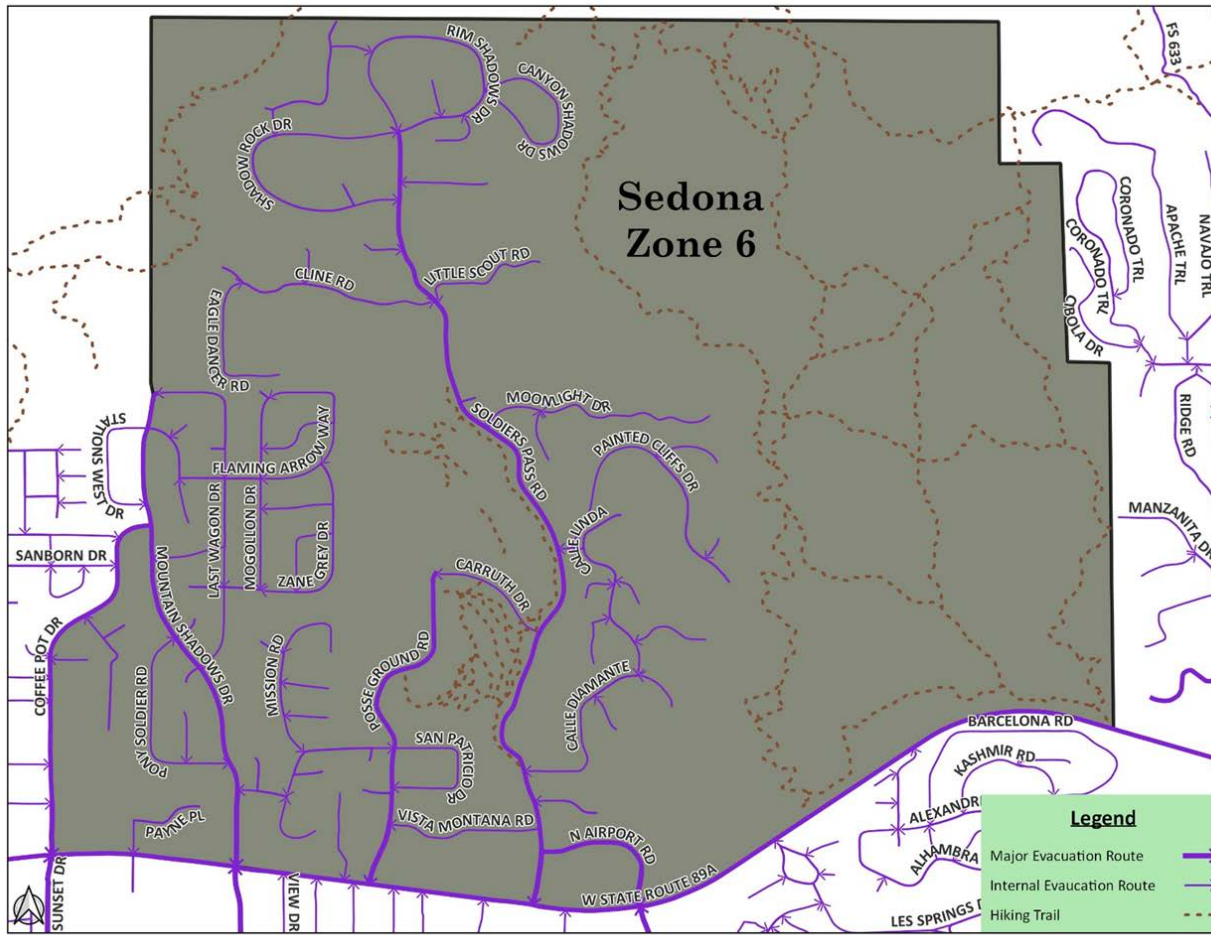 RIM SHADOWS DR
CANYON SHADOWS DR
FS 633
SHADOW ROCK DR
Sedona
Zone 6
CORONADO TRL
CORONADO TRL
APACHE TRL
NAVAJO TRL
CIBOLA DR
LITTLE SCOUT RD
CLINE RD
EAGLE DANCER RD
RIDGE RD
MOONLIGHT DR
SOLDIERS PASS RD
PAINTED CLIFFS DR
STATIONS WEST DR
FLAMING ARROW WAY
LAST WAGON DR
MOGOLLON DR
ZANE GREY DR
MANZANITA DR
SANBORN DR
CALLE LINDA
CARRUTH DR
MOUNTAIN SHADOWS DR
COFFEE POT DR
PONY SOLDIER RD
MISSION RD
POSSE GROUND RD
CALLE DIAMANTE
SAN PATRICIO DR
BARCELONA RD
KASHMIR RD
VISTA MONTANA RD
N AIRPORT RD
PAYNE PL
ALHAMBRA
W STATE ROUTE 89A
SUNSET DR
VIEW DR
LES SPRINGS
Legend
Major Evacuation Route
Internal Evaucation Route
Hiking Trail